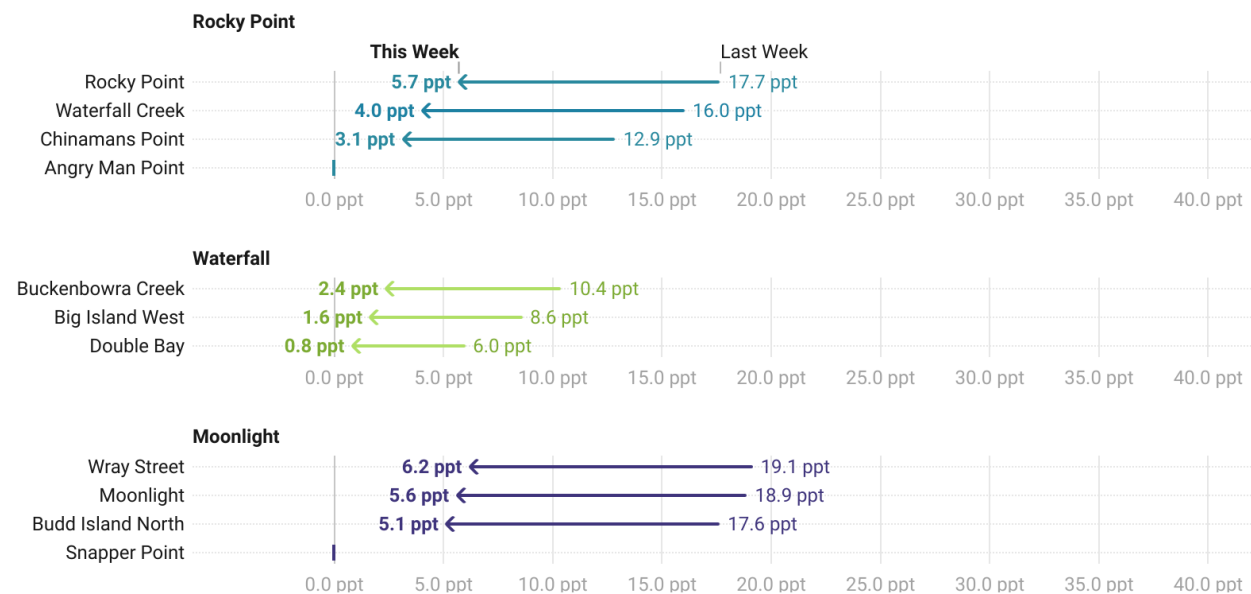 Rocky Point
This Week Last Week
Rocky Point 5.7 ppt 17.7 ppt
Waterfall Creek 4.0 ppt 16.0 ppt
Chinamans Point 3.1 ppt 12.9 ppt
Angry Man Point
0.0 ppt 5.0 ppt 10.0 ppt 15.0 ppt 20.0 ppt 25.0 ppt 30.0 ppt 35.0 ppt 40.0 ppt
Waterfall
Buckenbowra Creek 2.4 ppt 10.4 ppt
Big Island West 1.6 ppt 8.6 ppt
Double Bay 0.8 ppt 6.0 ppt
0.0 ppt 5.0 ppt 10.0 ppt 15.0 ppt 20.0 ppt 25.0 ppt 30.0 ppt 35.0 ppt 40.0 ppt
Moonlight
Wray Street 6.2 ppt 19.1 ppt
Moonlight 5.6 ppt 18.9 ppt
Budd Island North 5.1 ppt 17.6 ppt
Snapper Point
0.0 ppt 5.0 ppt 10.0 ppt 15.0 ppt 20.0 ppt 25.0 ppt 30.0 ppt 35.0 ppt 40.0 ppt